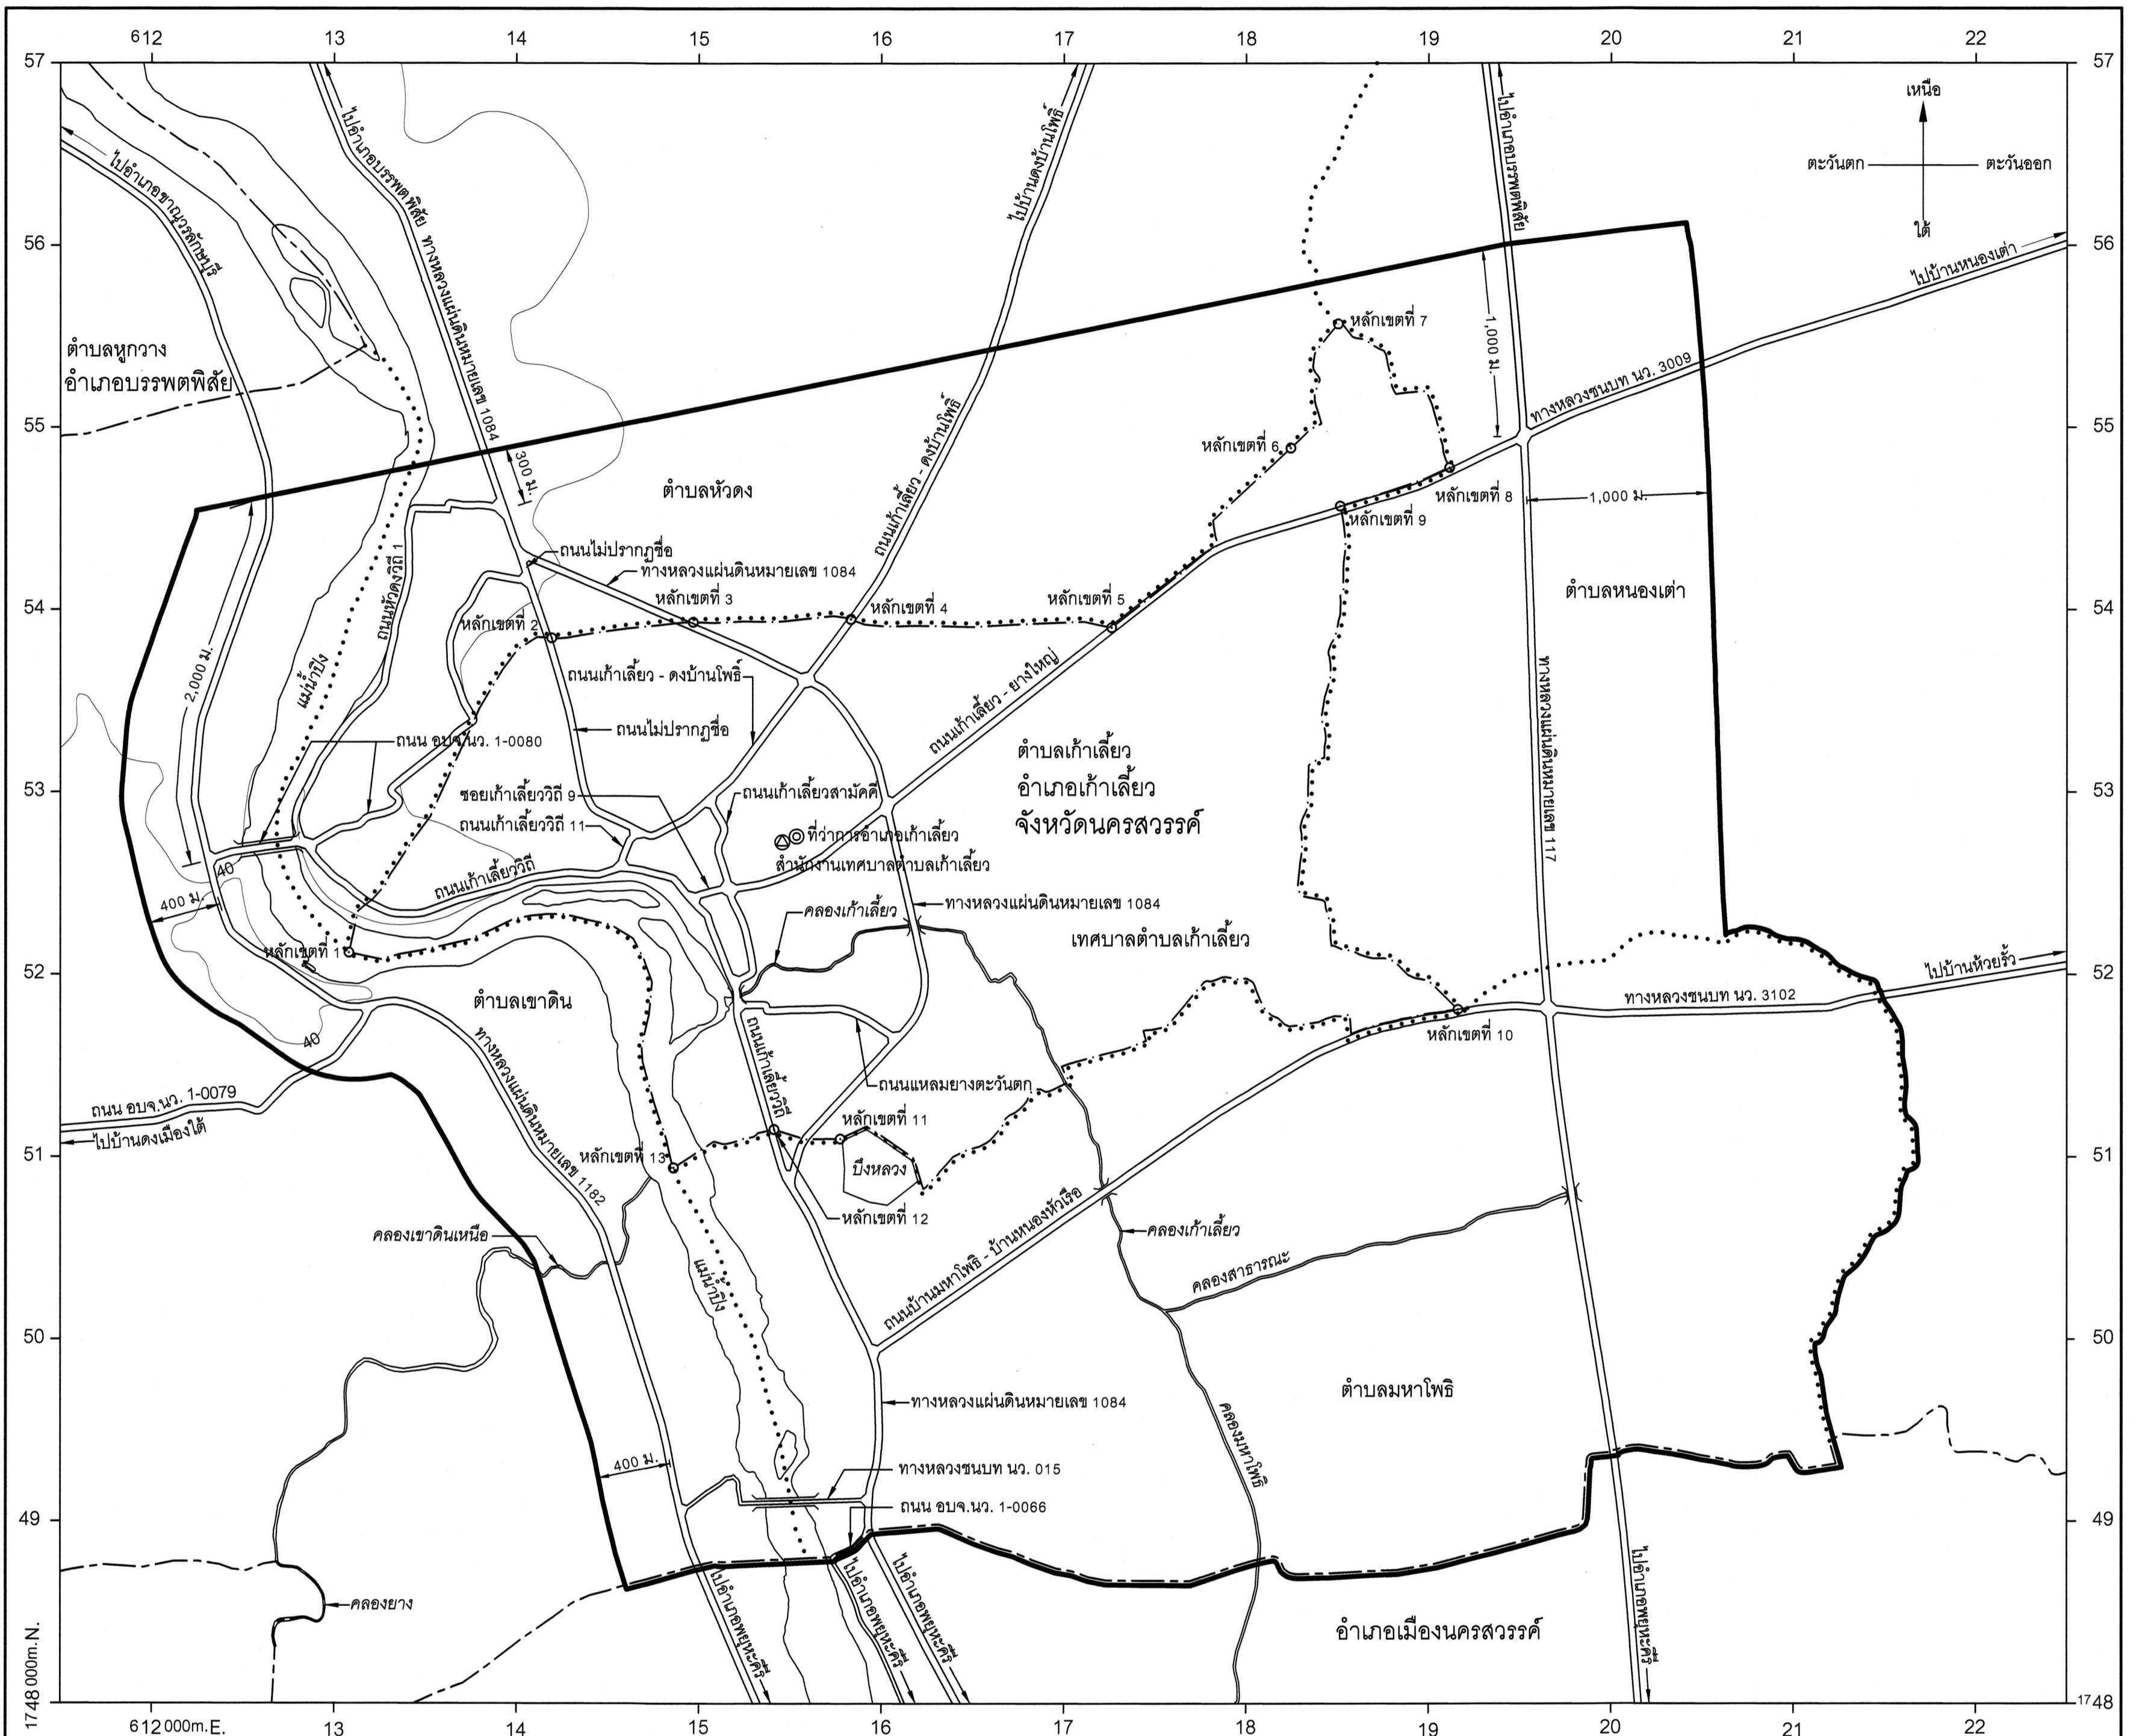 612 13 14 15 16 17 18 19 20 21 22
57 57
เหนือ
ตะวันตก ตะวันออก
ใต้
ไปอำเภอขาณุวรลักษบุรี
ไปอำเภอบรรพตพิสัย
ทางหลวงแผ่นดินหมายเลข 1084
ไปบ้านดงบ้านโพธิ์
ไปอำเภอบรรพตพิสัย
56 56
ไปบ้านหนองเต่า
ตำบลหูกวาง
อำเภอบรรพตพิสัย
หลักเขตที่ 7
1,000 ม.
ทางหลวงชนบท นว. 3009
55 55
300 ม.
ตำบลหัวดง
ถนนเก้าเลี้ยว - ดงบ้านโพธิ์
หลักเขตที่ 6
หลักเขตที่ 8
1,000 ม.
หลักเขตที่ 9
ถนนหัวดงวิถี 1
ถนนไม่ปรากฏชื่อ
ทางหลวงแผ่นดินหมายเลข 1084
ตำบลหนองเต่า
54 54
หลักเขตที่ 2
หลักเขตที่ 3
หลักเขตที่ 4
หลักเขตที่ 5
2,000 ม.
แม่น้ำปิง
ถนนเก้าเลี้ยว - ดงบ้านโพธิ์
ถนนไม่ปรากฏชื่อ
ถนน อบจ.นว. 1-0080
ถนนเก้าเลี้ยว - ยางใหญ่
ตำบลเก้าเลี้ยว
อำเภอเก้าเลี้ยว
จังหวัดนครสวรรค์
ทางหลวงแผ่นดินหมายเลข 117
53 53
ซอยเก้าเลี้ยววิถี 9
ถนนเก้าเลี้ยวสามัคคี
ถนนเก้าเลี้ยววิถี 11
ที่ว่าการอำเภอเก้าเลี้ยว
สำนักงานเทศบาลตำบลเก้าเลี้ยว
40
ถนนเก้าเลี้ยววิถี
400 ม.
คลองเก้าเลี้ยว
ทางหลวงแผ่นดินหมายเลข 1084
เทศบาลตำบลเก้าเลี้ยว
หลักเขตที่ 1
52 52
ไปบ้านห้วยรั้ว
ตำบลเขาดิน
ทางหลวงชนบท นว. 3102
หลักเขตที่ 10
40
ทางหลวงแผ่นดินหมายเลข 1182
ถนนเก้าเลี้ยววิถี
ถนนแหลมยางตะวันตก
ถนน อบจ.นว. 1-0079
ไปบ้านดงเมืองใต้
หลักเขตที่ 11
51 51
หลักเขตที่ 13
บึงหลวง
หลักเขตที่ 12
คลองเขาดินเหนือ
คลองเก้าเลี้ยว
ถนนบ้านมหาโพธิ - บ้านหนองหัวเรือ
คลองสาธารณะ
แม่น้ำปิง
50 50
ตำบลมหาโพธิ
ทางหลวงแผ่นดินหมายเลข 1084
คลองมหาโพธิ
400 ม.
ทางหลวงชนบท นว. 015
ถนน อบจ.นว. 1-0066
49 49
คลองยาง
ไปอำเภอพยุหะคีรี
ไปอำเภอพยุหะคีรี
ไปอำเภอพยุหะคีรี
ไปอำเภอพยุหะคีรี
อำเภอเมืองนครสวรรค์
1748000m.N. 1748
612000m.E. 13 14 15 16 17 18 19 20 21 22